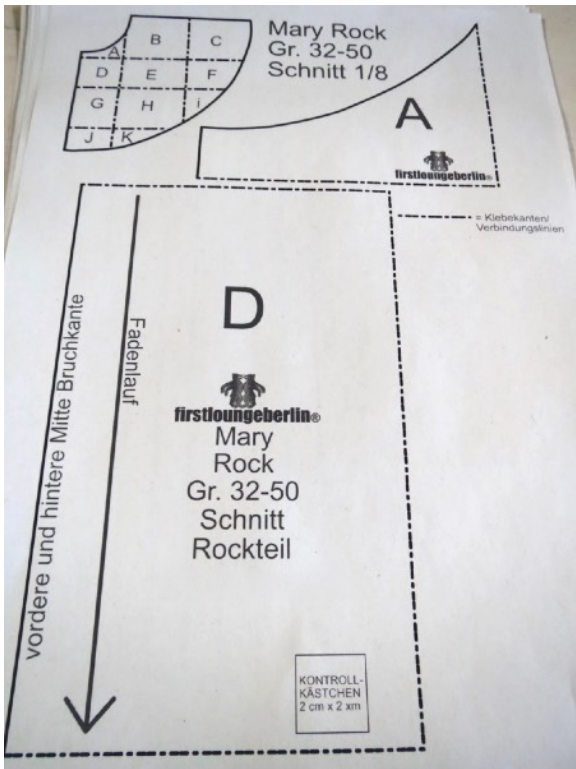 Mary Rock
Gr. 32-50
Schnitt 1/8
A
B
C
D
E
F
G
H
i
J
K
A
firstloungeberlin®
= Klebekanten/
Verbindungslinien
vordere und hintere Mitte Bruchkante
Fadenlauf
D
firstloungeberlin®
Mary
Rock
Gr. 32-50
Schnitt
Rockteil
KONTROLL-
KÄSTCHEN
2 cm x 2 xm